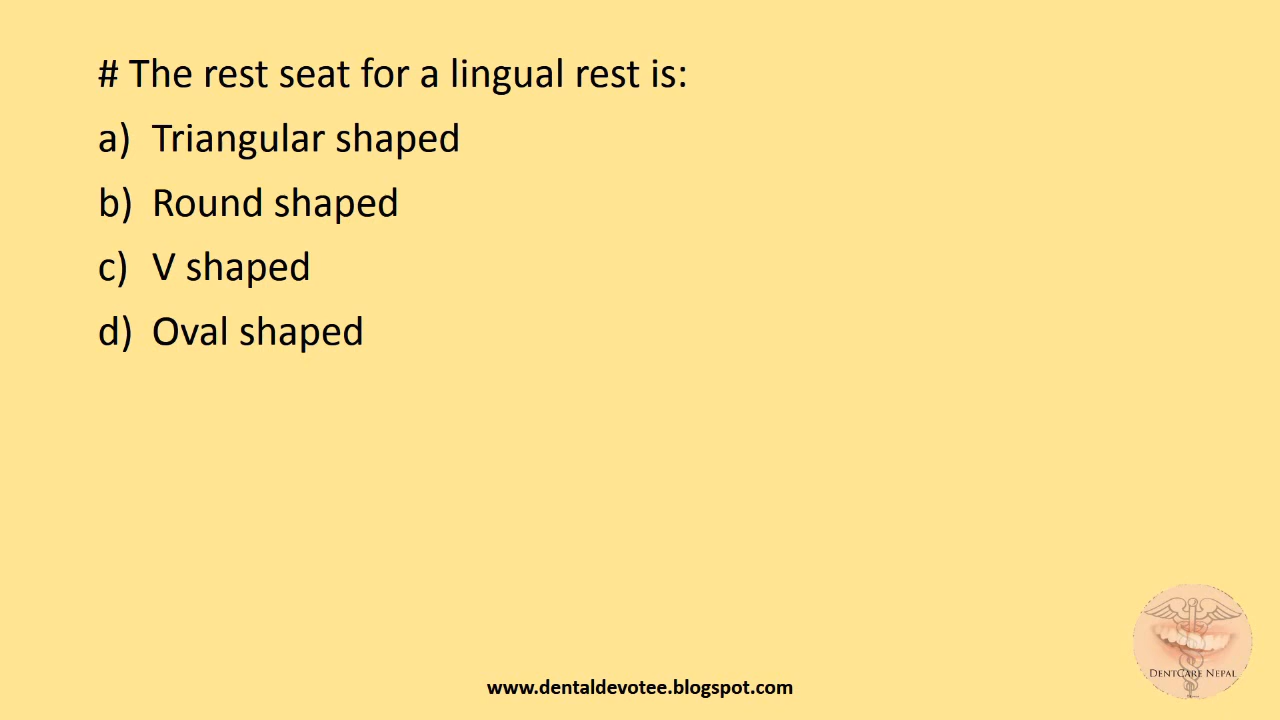 # The rest seat for a lingual rest is:
a) Triangular shaped
b) Round shaped
c) V shaped
d) Oval shaped
DENTCARE NEPAL
www.dentaldevotee.blogspot.com